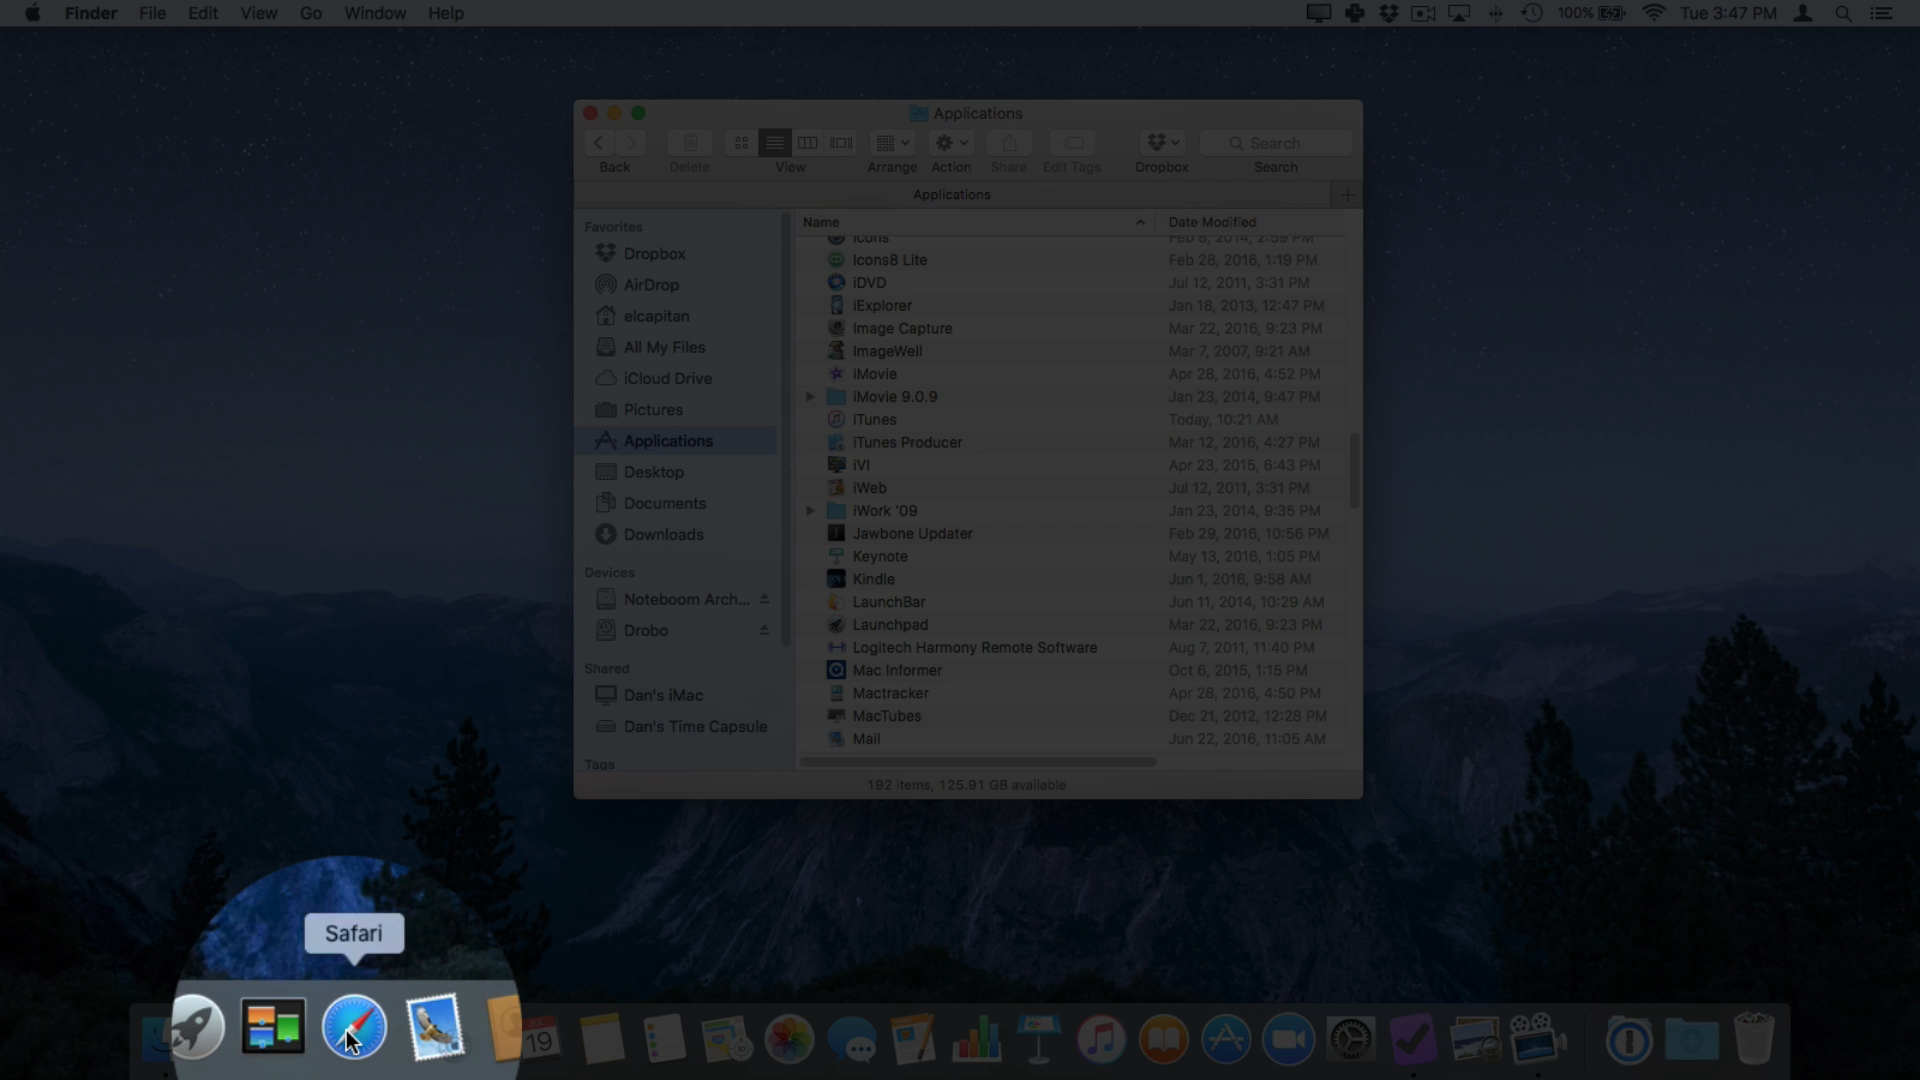 Finder File Edit View Go Window Help
100% Tue 3:47 PM
Applications
Search
Back Delete View Arrange Action Share Edit Tags Dropbox Search
Applications
Favorites
Dropbox
AirDrop
elcapitan
All My Files
iCloud Drive
Pictures
Applications
Desktop
Documents
Downloads
Devices
Noteboom Arch...
Drobo
Shared
Dan's iMac
Dan's Time Capsule
Tags
Name Date Modified
Icons Feb 8, 2014, 2:59 PM
Icons8 Lite Feb 28, 2016, 1:19 PM
iDVD Jul 12, 2011, 3:31 PM
iExplorer Jan 18, 2013, 12:47 PM
Image Capture Mar 22, 2016, 9:23 PM
ImageWell Mar 7, 2007, 9:21 AM
iMovie Apr 28, 2016, 4:52 PM
iMovie 9.0.9 Jan 23, 2014, 9:47 PM
iTunes Today, 10:21 AM
iTunes Producer Mar 12, 2016, 4:27 PM
iVI Apr 23, 2015, 6:43 PM
iWeb Jul 12, 2011, 3:31 PM
iWork '09 Jan 23, 2014, 9:35 PM
Jawbone Updater Feb 29, 2016, 10:56 PM
Keynote May 13, 2016, 1:05 PM
Kindle Jun 1, 2016, 9:58 AM
LaunchBar Jun 11, 2014, 10:29 AM
Launchpad Mar 22, 2016, 9:23 PM
Logitech Harmony Remote Software Aug 7, 2011, 11:40 PM
Mac Informer Oct 6, 2015, 1:15 PM
Mactracker Apr 28, 2016, 4:50 PM
MacTubes Dec 21, 2012, 12:28 PM
Mail Jun 22, 2016, 11:05 AM
192 items, 125.91 GB available
Safari
19